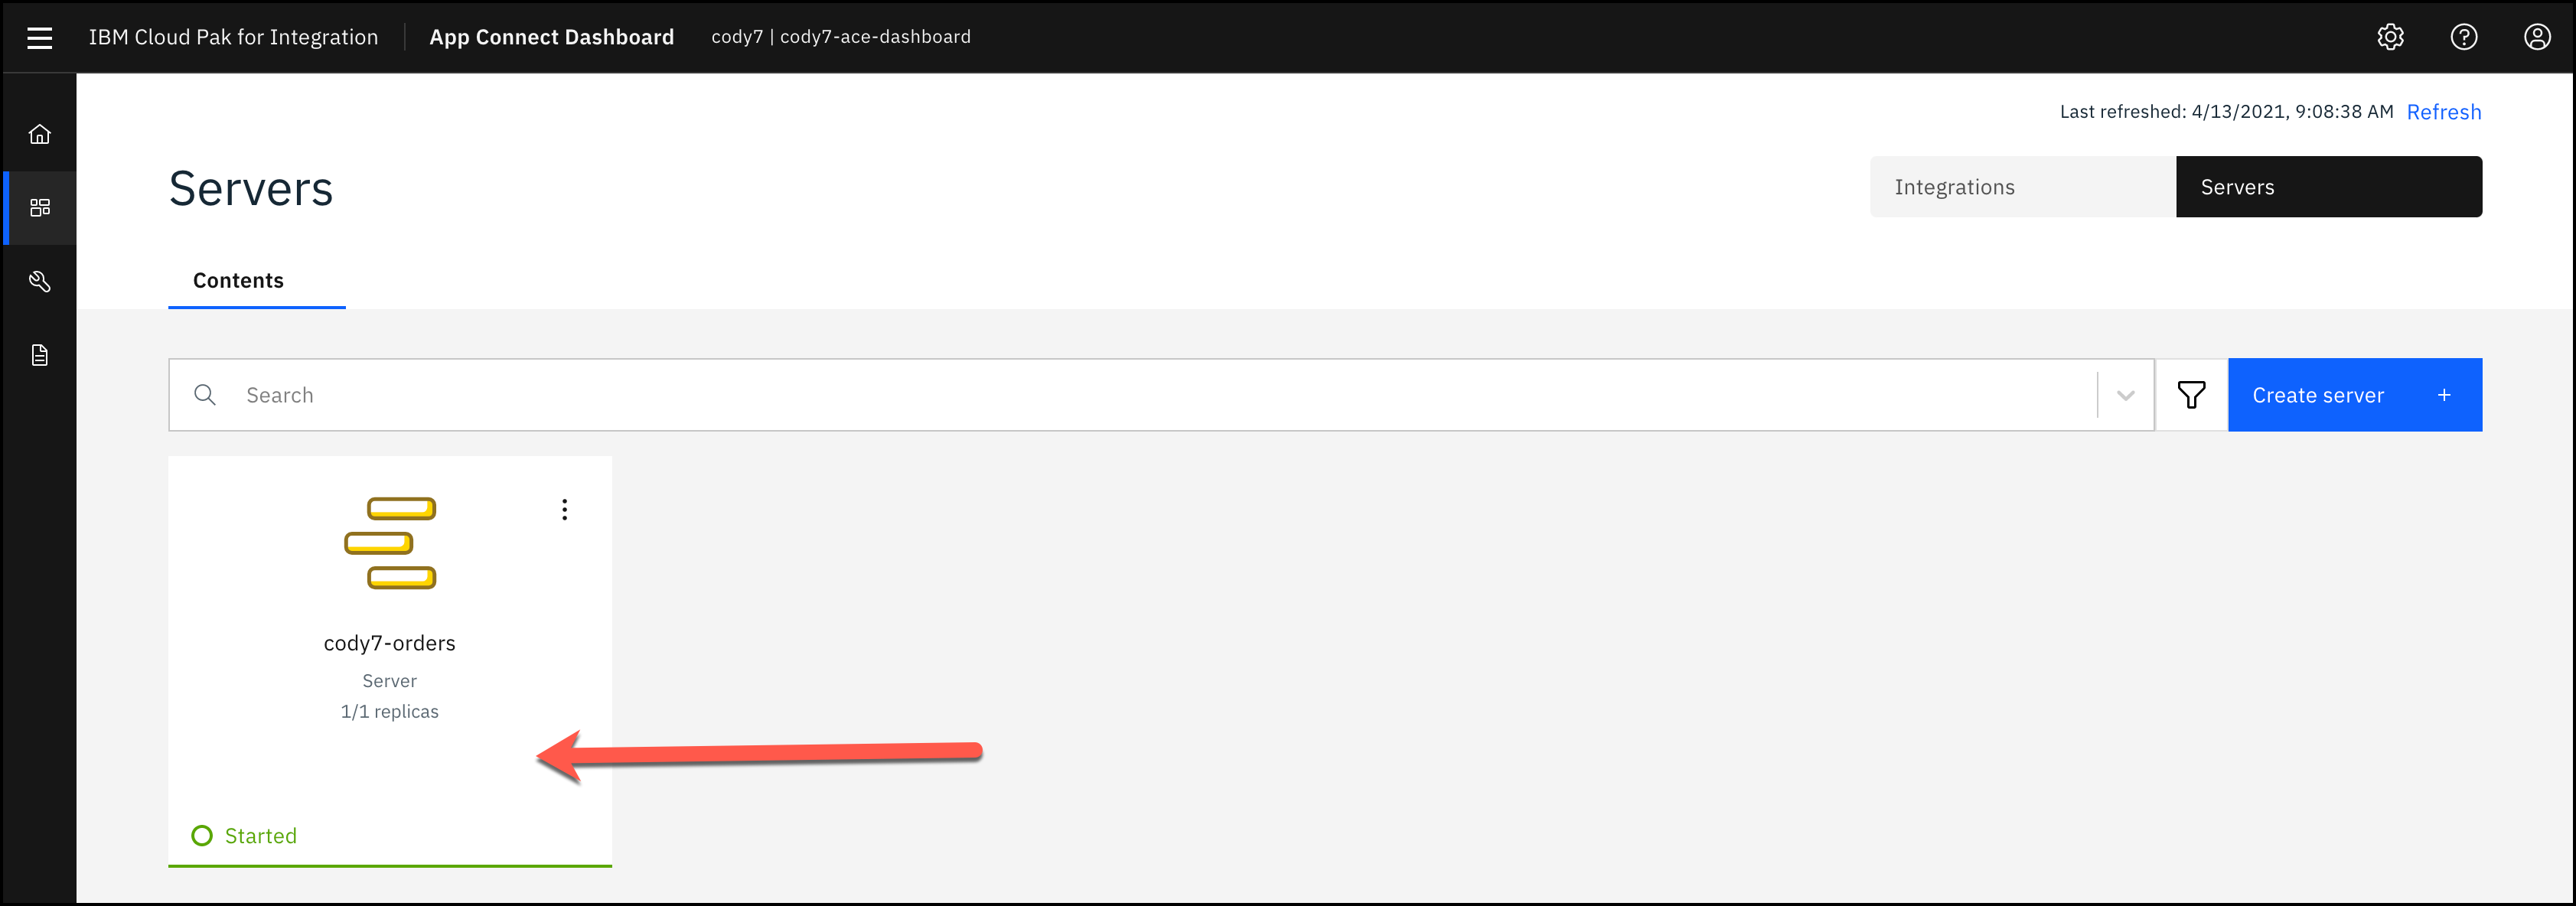 IBM Cloud Pak for Integration App Connect Dashboard cody7 | cody7-ace-dashboard
Last refreshed: 4/13/2021, 9:08:38 AM Refresh
Servers
Integrations Servers
Contents
Search
Create server +
cody7-orders
Server
1/1 replicas
Started